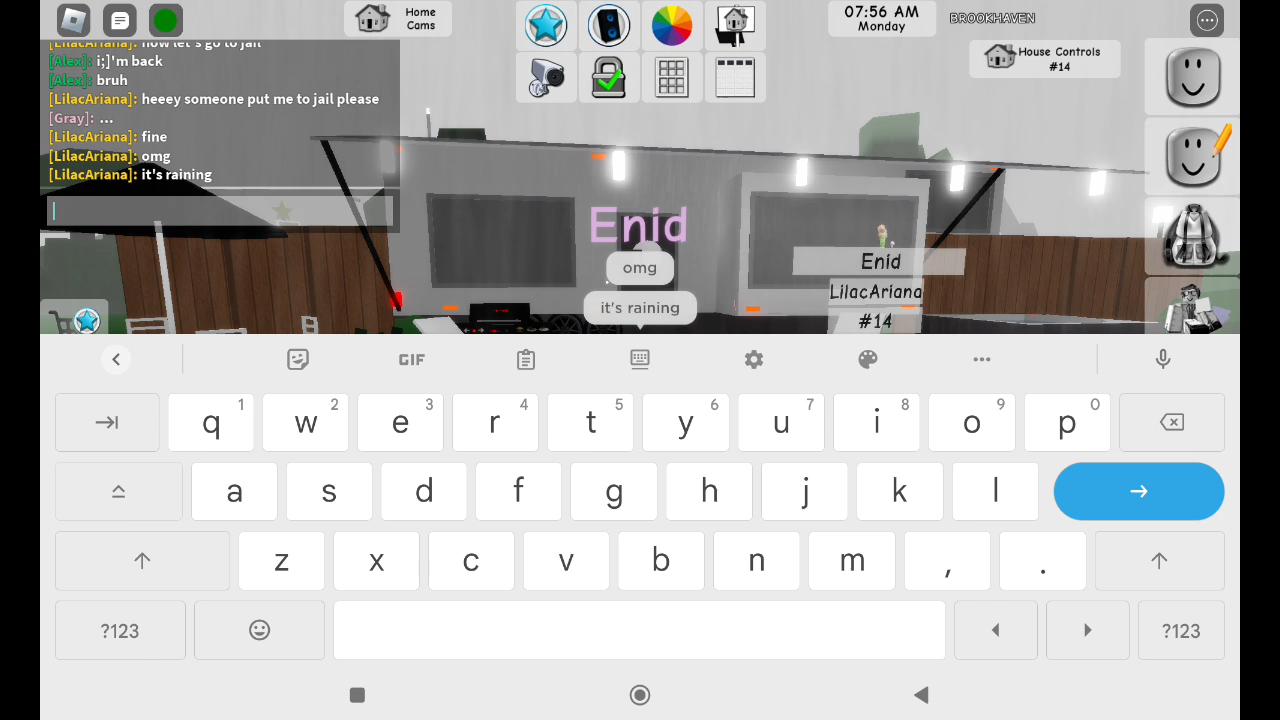 Home
Cams
07:56 AM
Monday
BROOKHAVEN
House Controls
#14
[LilacAriana]: now let's go to jail
[Alex]: i;]'m back
[Alex]: bruh
[LilacAriana]: heeey someone put me to jail please
[Gray]: ...
[LilacAriana]: fine
[LilacAriana]: omg
[LilacAriana]: it's raining
Enid
omg
it's raining
Enid
LilacAriana
#14
GIF
q 1 w 2 e 3 r 4 t 5 y 6 u 7 i 8 o 9 p 0
a s d f g h j k l
z x c v b n m , .
?123 ?123